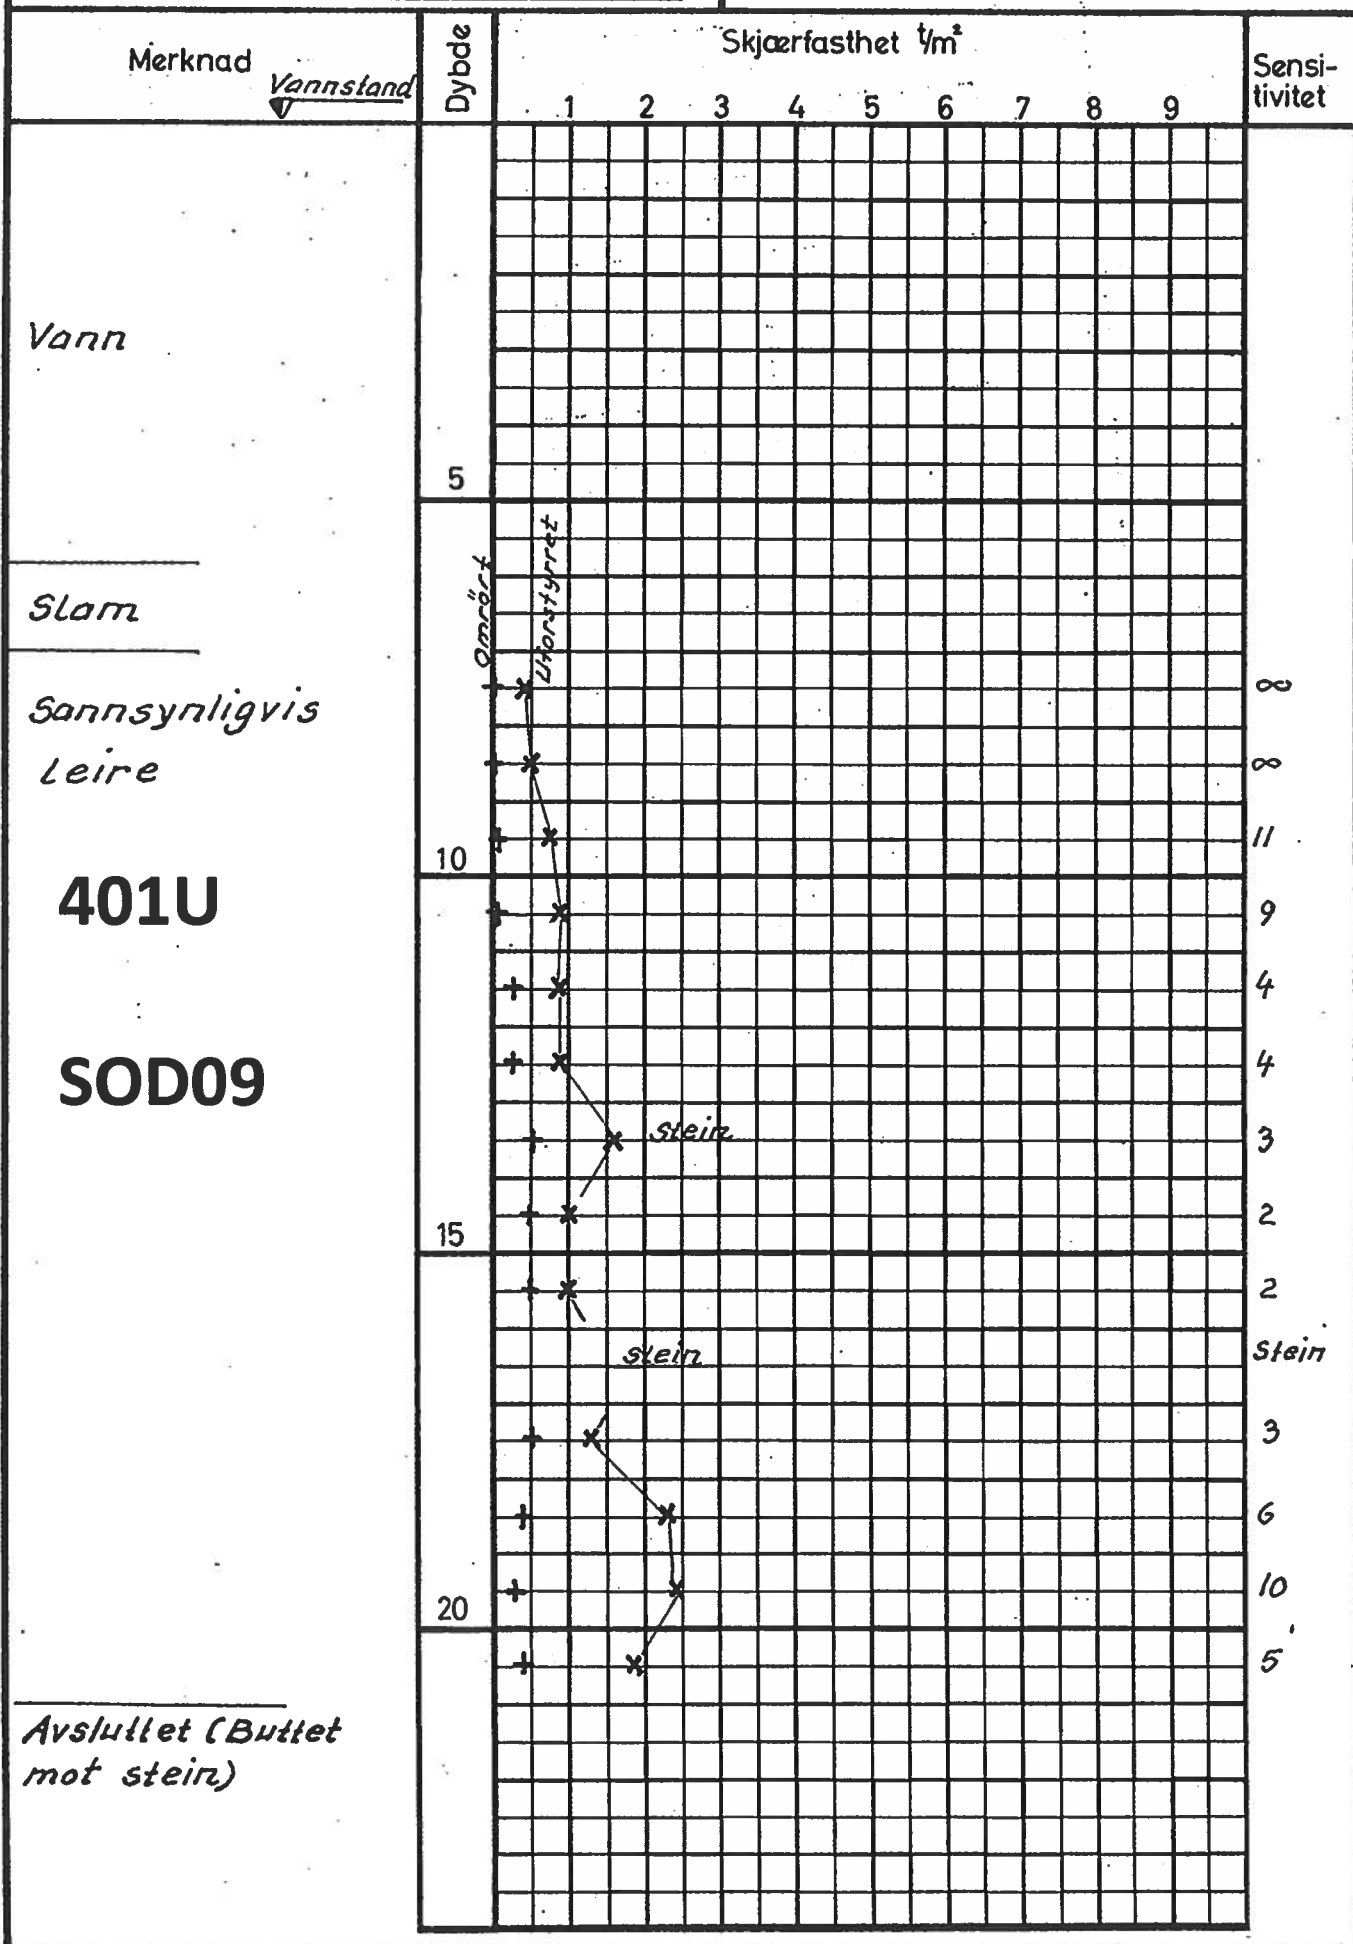 Merknad
Vannstand
Dybde
Skjærfasthet t/m²
1 2 3 4 5 6 7 8 9
Sensi-
tivitet
Vann
5
Omrört
Uforstyrret
Slam
Sannsynligvis
leire
∞
∞
11
10
401U
9
4
SOD09
4
stein
3
2
15
2
stein
Stein
3
6
10
20
5
Avsluttet (Buttet
mot stein)